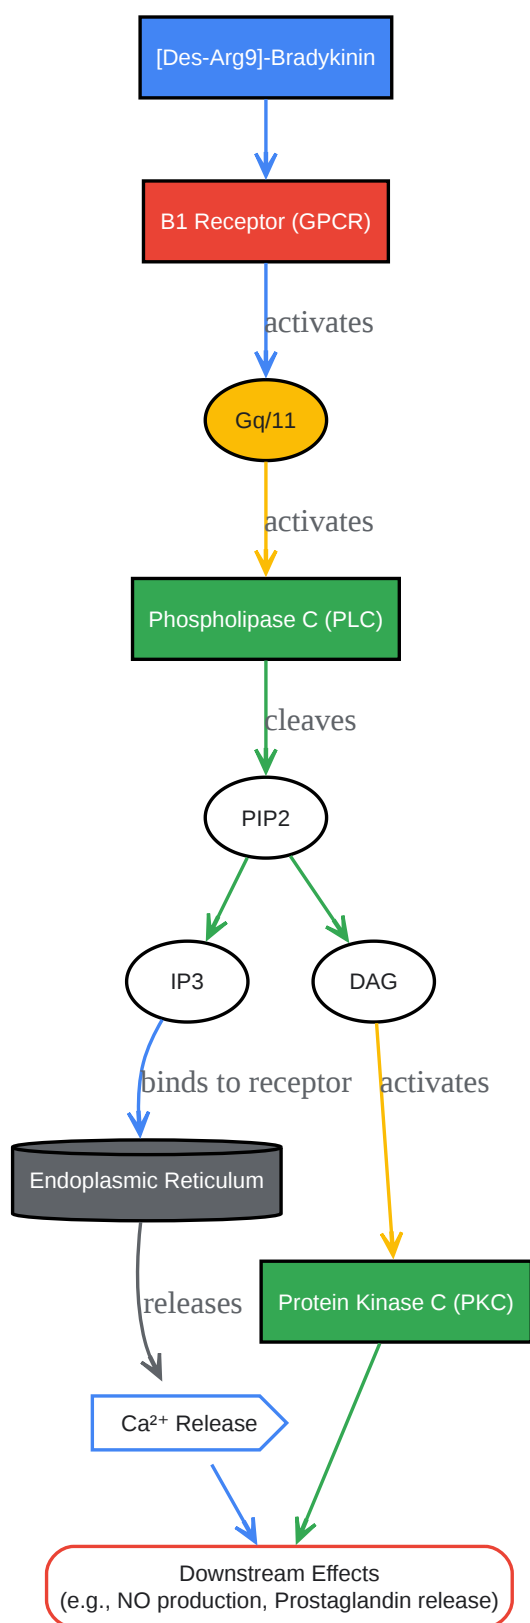 [Des-Arg9]-Bradykinin
B1 Receptor (GPCR)
activates
Gq/11
activates
Phospholipase C (PLC)
cleaves
PIP2
IP3
DAG
binds to receptor
activates
Endoplasmic Reticulum
releases
Protein Kinase C (PKC)
Ca²⁺ Release
Downstream Effects
(e.g., NO production, Prostaglandin release)